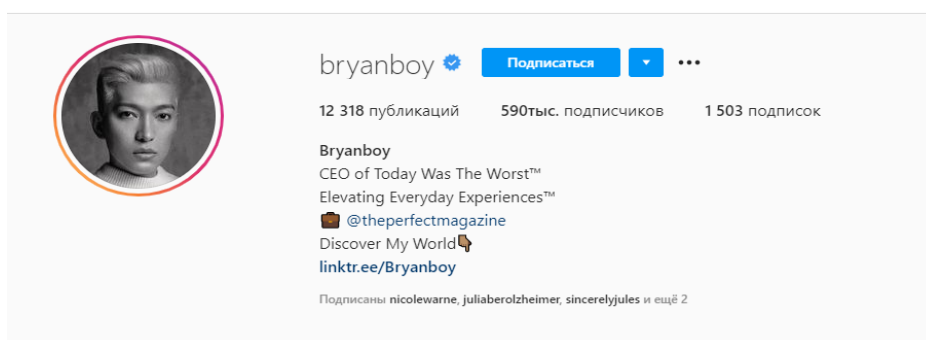 bryanboy Подписаться
12 318 публикаций 590тыс. подписчиков 1 503 подписок
Bryanboy
CEO of Today Was The Worst™
Elevating Everyday Experiences™
💼 @theperfectmagazine
Discover My World👇🏾
linktr.ee/Bryanboy
Подписаны nicolewarne, juliaberolzheimer, sincerelyjules и ещё 2